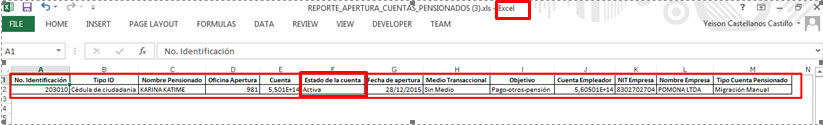 REPORTE_APERTURA_CUENTAS_PENSIONADOS (3).xls - Excel
FILE HOME INSERT PAGE LAYOUT FORMULAS DATA REVIEW VIEW DEVELOPER TEAM Yeison Castellanos Castillo
A1 fx No. Identificación
A B C D E F G H I J K L M N
1 No. Identificación Tipo ID Nombre Pensionado Oficina Apertura Cuenta Estado de la cuenta Fecha de apertura Medio Transaccional Objetivo Cuenta Empleador NIT Empresa Nombre Empresa Tipo Cuenta Pensionado
2 203010 Cédula de ciudadania KARINA KATIME 981 5,501E+14 Activa 28/12/2015 Sin Medio Pago-otros-pensión 5,60501E+14 8302702704 POMONA LTDA Migración Manual